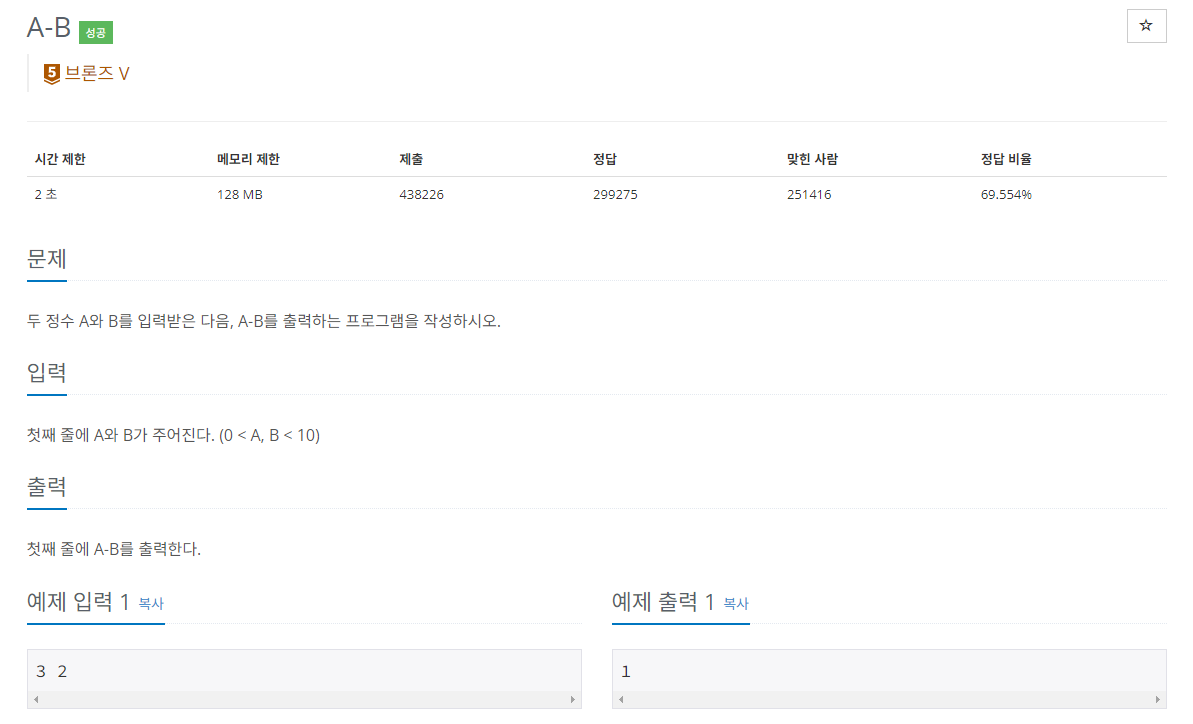 A-B 성공
☆
5 브론즈 V
시간 제한 메모리 제한 제출 정답 맞힌 사람 정답 비율
2 초 128 MB 438226 299275 251416 69.554%
문제
두 정수 A와 B를 입력받은 다음, A-B를 출력하는 프로그램을 작성하시오.
입력
첫째 줄에 A와 B가 주어진다. (0 < A, B < 10)
출력
첫째 줄에 A-B를 출력한다.
예제 입력 1 복사
3 2
예제 출력 1 복사
1